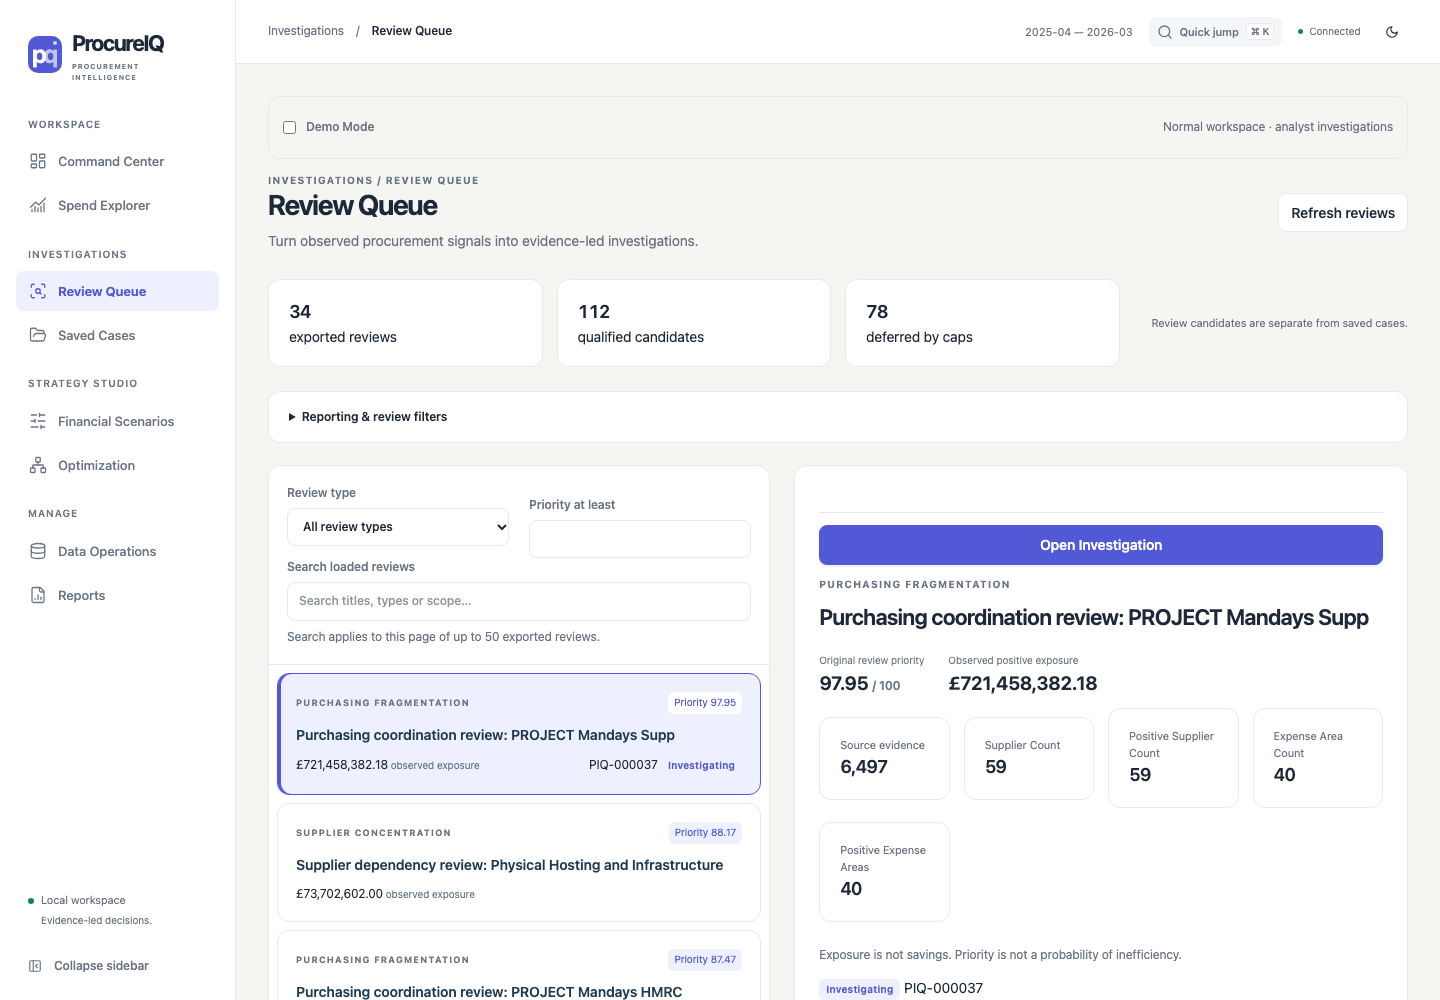 pq
ProcureIQ
PROCUREMENT
INTELLIGENCE
WORKSPACE
Command Center
Spend Explorer
INVESTIGATIONS
Review Queue
Saved Cases
STRATEGY STUDIO
Financial Scenarios
Optimization
MANAGE
Data Operations
Reports
Local workspace
Evidence-led decisions.
Collapse sidebar
Investigations / Review Queue
2025-04 — 2026-03
Quick jump ⌘ K
Connected
Demo Mode
Normal workspace · analyst investigations
INVESTIGATIONS / REVIEW QUEUE
Review Queue
Turn observed procurement signals into evidence-led investigations.
Refresh reviews
34
exported reviews
112
qualified candidates
78
deferred by caps
Review candidates are separate from saved cases.
Reporting & review filters
Review type
All review types
Priority at least
Search loaded reviews
Search titles, types or scope...
Search applies to this page of up to 50 exported reviews.
PURCHASING FRAGMENTATION
Priority 97.95
Purchasing coordination review: PROJECT Mandays Supp
£721,458,382.18 observed exposure
PIQ-000037 Investigating
SUPPLIER CONCENTRATION
Priority 88.17
Supplier dependency review: Physical Hosting and Infrastructure
£73,702,602.00 observed exposure
PURCHASING FRAGMENTATION
Priority 87.47
Purchasing coordination review: PROJECT Mandays HMRC
Open Investigation
PURCHASING FRAGMENTATION
Purchasing coordination review: PROJECT Mandays Supp
Original review priority
97.95 / 100
Observed positive exposure
£721,458,382.18
Source evidence
6,497
Supplier Count
59
Positive Supplier
Count
59
Expense Area
Count
40
Positive Expense
Areas
40
Exposure is not savings. Priority is not a probability of inefficiency.
Investigating PIQ-000037